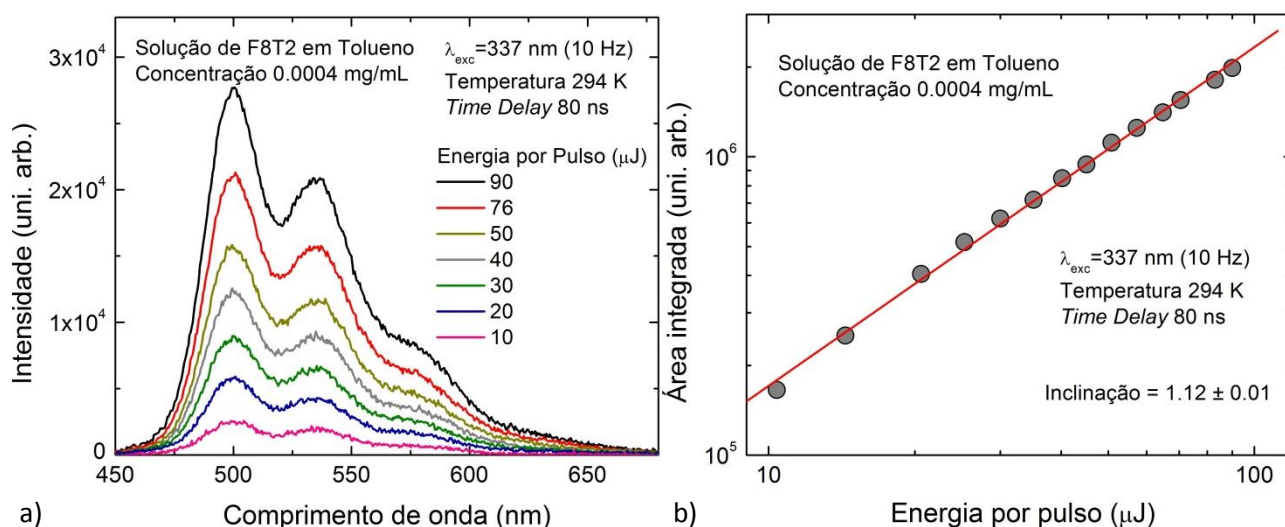 Solução de F8T2 em Tolueno
Concentração 0.0004 mg/mL
λexc=337 nm (10 Hz)
Temperatura 294 K
Time Delay 80 ns
Energia por Pulso (μJ)
90
76
50
40
30
20
10
3x10⁴
2x10⁴
1x10⁴
0
Intensidade (uni. arb.)
450 500 550 600 650
Comprimento de onda (nm)
a)
Solução de F8T2 em Tolueno
Concentração 0.0004 mg/mL
λexc=337 nm (10 Hz)
Temperatura 294 K
Time Delay 80 ns
Inclinação = 1.12 ± 0.01
10⁶
10⁵
Área integrada (uni. arb.)
10 100
Energia por pulso (μJ)
b)